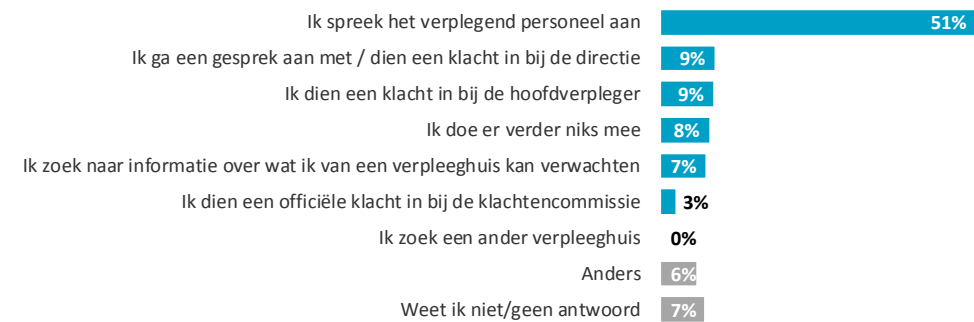 Ik spreek het verplegend personeel aan 51%
Ik ga een gesprek aan met / dien een klacht in bij de directie 9%
Ik dien een klacht in bij de hoofdverpleger 9%
Ik doe er verder niks mee 8%
Ik zoek naar informatie over wat ik van een verpleeghuis kan verwachten 7%
Ik dien een officiële klacht in bij de klachtencommissie 3%
Ik zoek een ander verpleeghuis 0%
Anders 6%
Weet ik niet/geen antwoord 7%